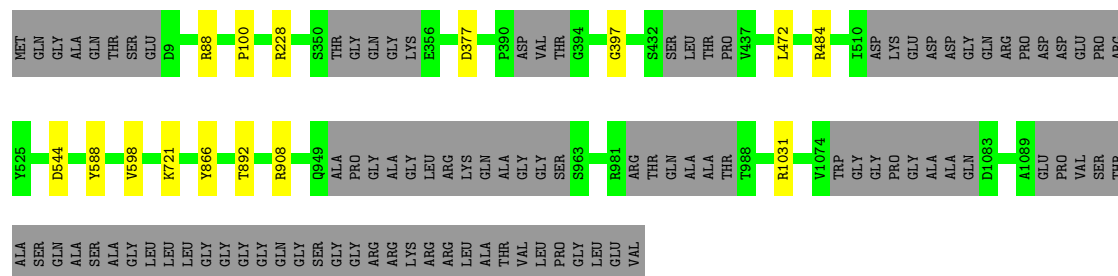 MET GLN GLY ALA GLN THR SER GLU D9 R88 P100 R228 S350 THR GLY GLN GLY LYS E356 D377 P390 ASP VAL THR G394 G397 S432 SER LEU THR PRO V437 L472 R484 I510 ASP LYS GLU ASP ASP GLY GLN ARG PRO ASP ASP GLU PRO ARG
Y525 D544 Y588 V598 K721 Y866 T892 R908 Q949 ALA PRO GLY ALA GLY LEU ARG LYS GLN ALA GLY GLY S963 R981 ARG THR GLN ALA ALA THR T988 R1031 V1074 TRP GLY GLY PRO GLY ALA ALA GLN D1083 A1089 GLU PRO VAL SER THR
ALA SER GLN ALA SER ALA GLY LEU LEU LEU GLY GLY GLY GLY GLN GLY SER GLY GLY ARG ARG LYS ARG ARG LEU ALA THR VAL LEU PRO GLY LEU GLU VAL